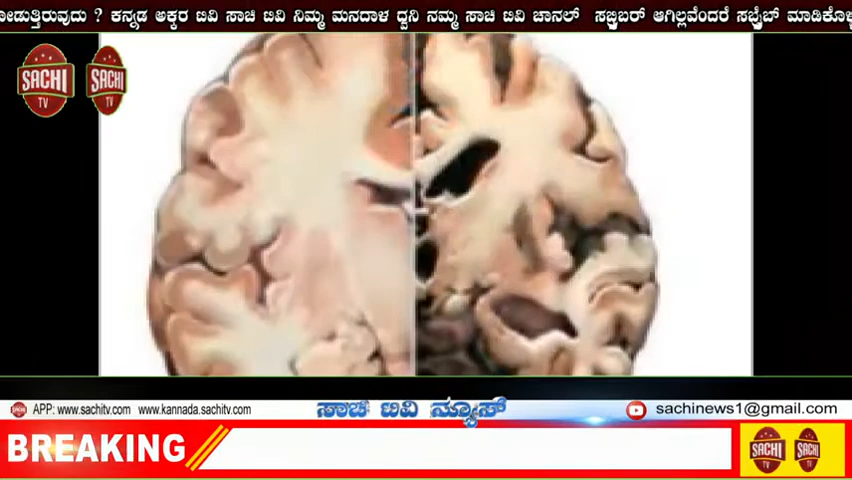 ನೋಡುತ್ತಿರುವುದು ? ಕನ್ನಡ ಅಕ್ಕರ ಟಿವಿ ಸಾಚಿ ಟಿವಿ ನಿಮ್ಮ ಮನದಾಳ ಧ್ವನಿ ನಮ್ಮ ಸಾಚಿ ಟಿವಿ ಚಾನಲ್ ಸಬ್ಸ್ಕ್ರಿಬರ್ ಆಗಿಲ್ಲವೆಂದರೆ ಸಬ್ಸ್ಕ್ರೈಬ್
SACHI TV
SACHI TV
APP: www.sachitv.com www.kannada.sachitv.com
ಸಾಚಿ ಟಿವಿ ನ್ಯೂಸ್
sachinews1@gmail.com
BREAKING
SACHI TV
SACHI TV